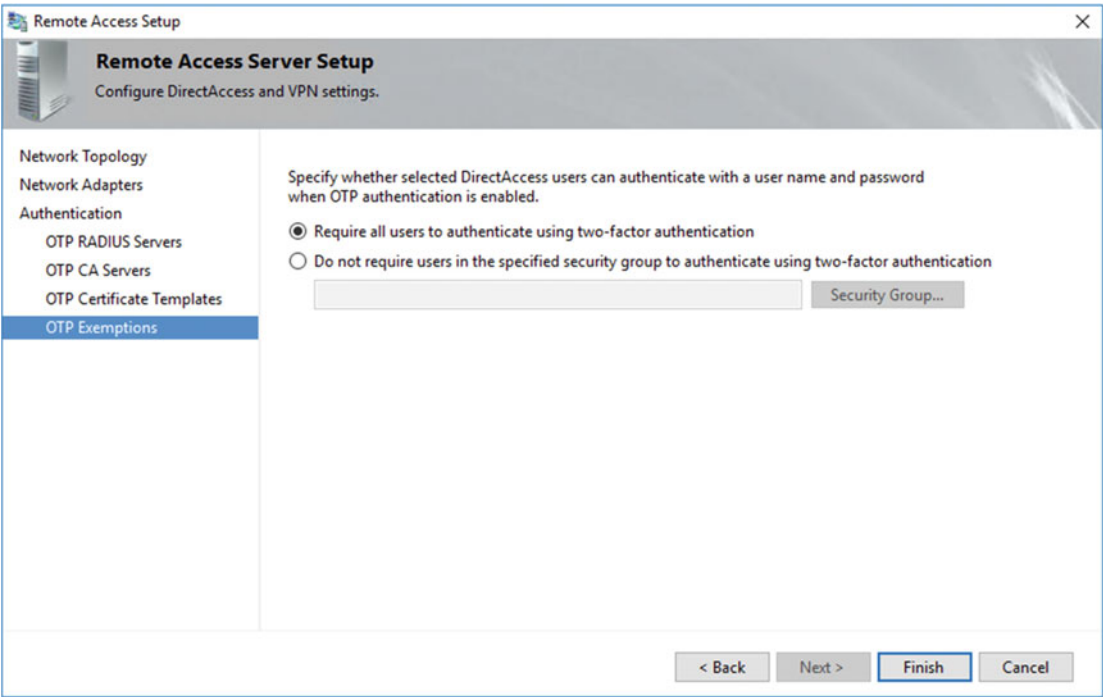 Remote Access Setup
Remote Access Server Setup
Configure DirectAccess and VPN settings.
Network Topology
Network Adapters
Authentication
OTP RADIUS Servers
OTP CA Servers
OTP Certificate Templates
OTP Exemptions
Specify whether selected DirectAccess users can authenticate with a user name and password
when OTP authentication is enabled.
Require all users to authenticate using two-factor authentication
Do not require users in the specified security group to authenticate using two-factor authentication
Security Group...
< Back Next > Finish Cancel